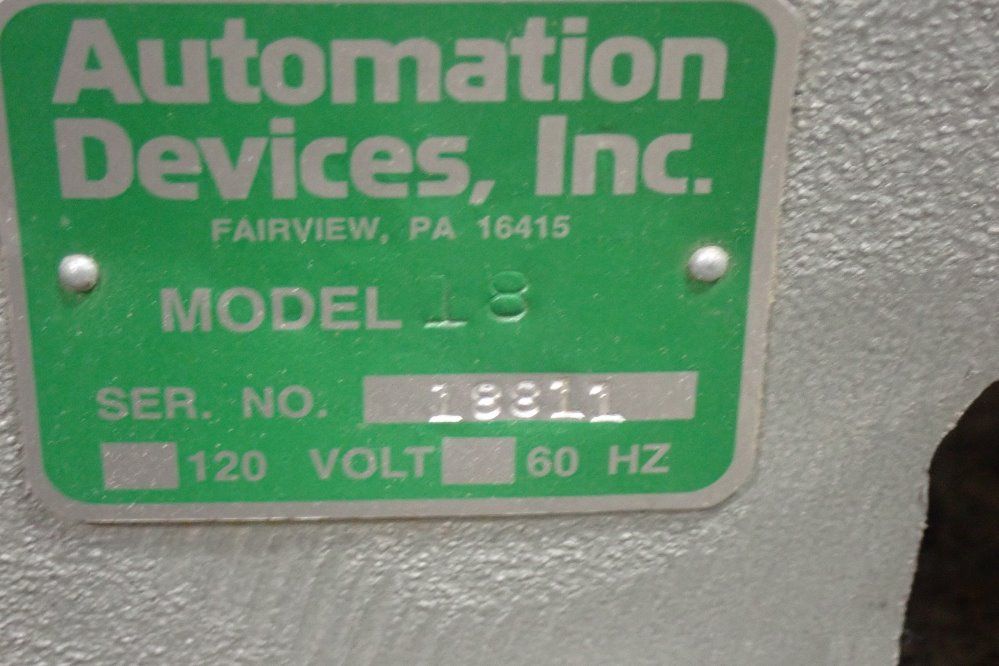 Automation
Devices, Inc.
FAIRVIEW, PA 16415
MODEL 18
SER. NO. 18811
120 VOLT 60 HZ